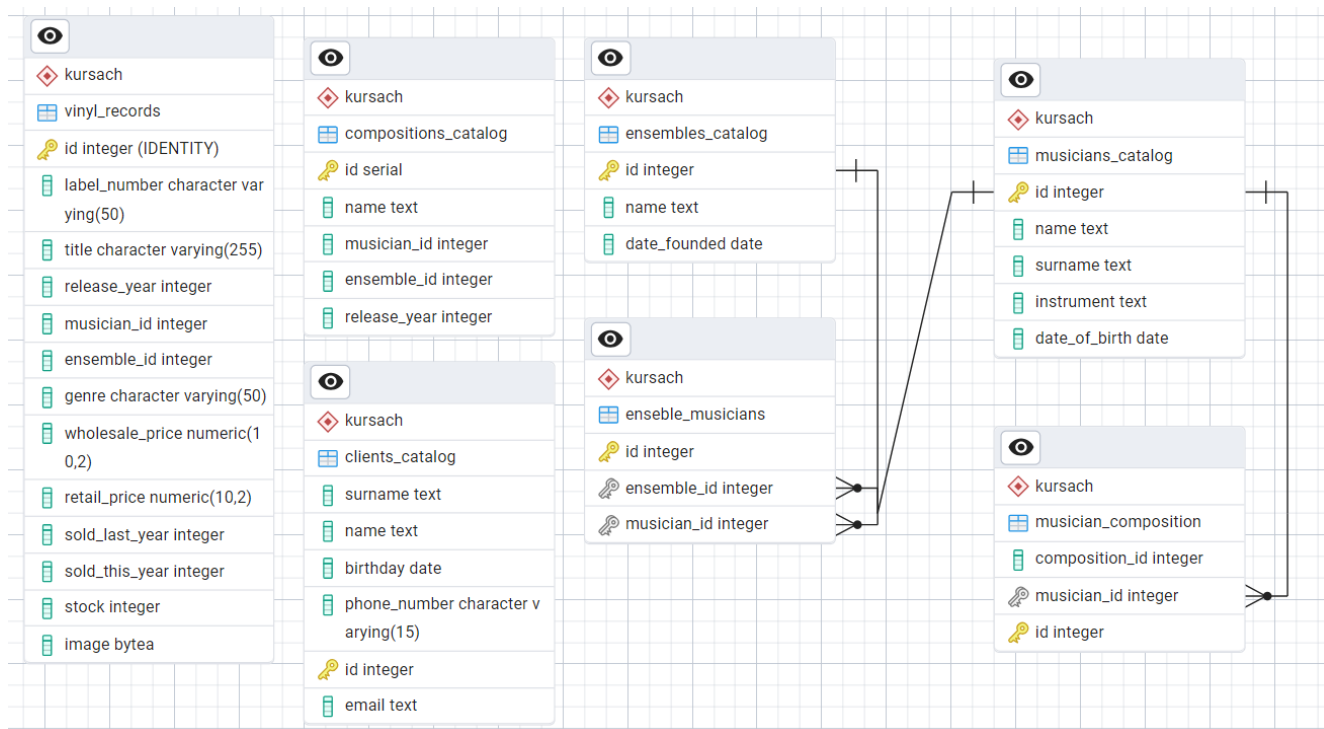 kursach
vinyl_records
id integer (IDENTITY)
label_number character var
ying(50)
title character varying(255)
release_year integer
musician_id integer
ensemble_id integer
genre character varying(50)
wholesale_price numeric(1
0,2)
retail_price numeric(10,2)
sold_last_year integer
sold_this_year integer
stock integer
image bytea
kursach
compositions_catalog
id serial
name text
musician_id integer
ensemble_id integer
release_year integer
kursach
clients_catalog
surname text
name text
birthday date
phone_number character v
arying(15)
id integer
email text
kursach
ensembles_catalog
id integer
name text
date_founded date
kursach
enseble_musicians
id integer
ensemble_id integer
musician_id integer
kursach
musicians_catalog
id integer
name text
surname text
instrument text
date_of_birth date
kursach
musician_composition
composition_id integer
musician_id integer
id integer